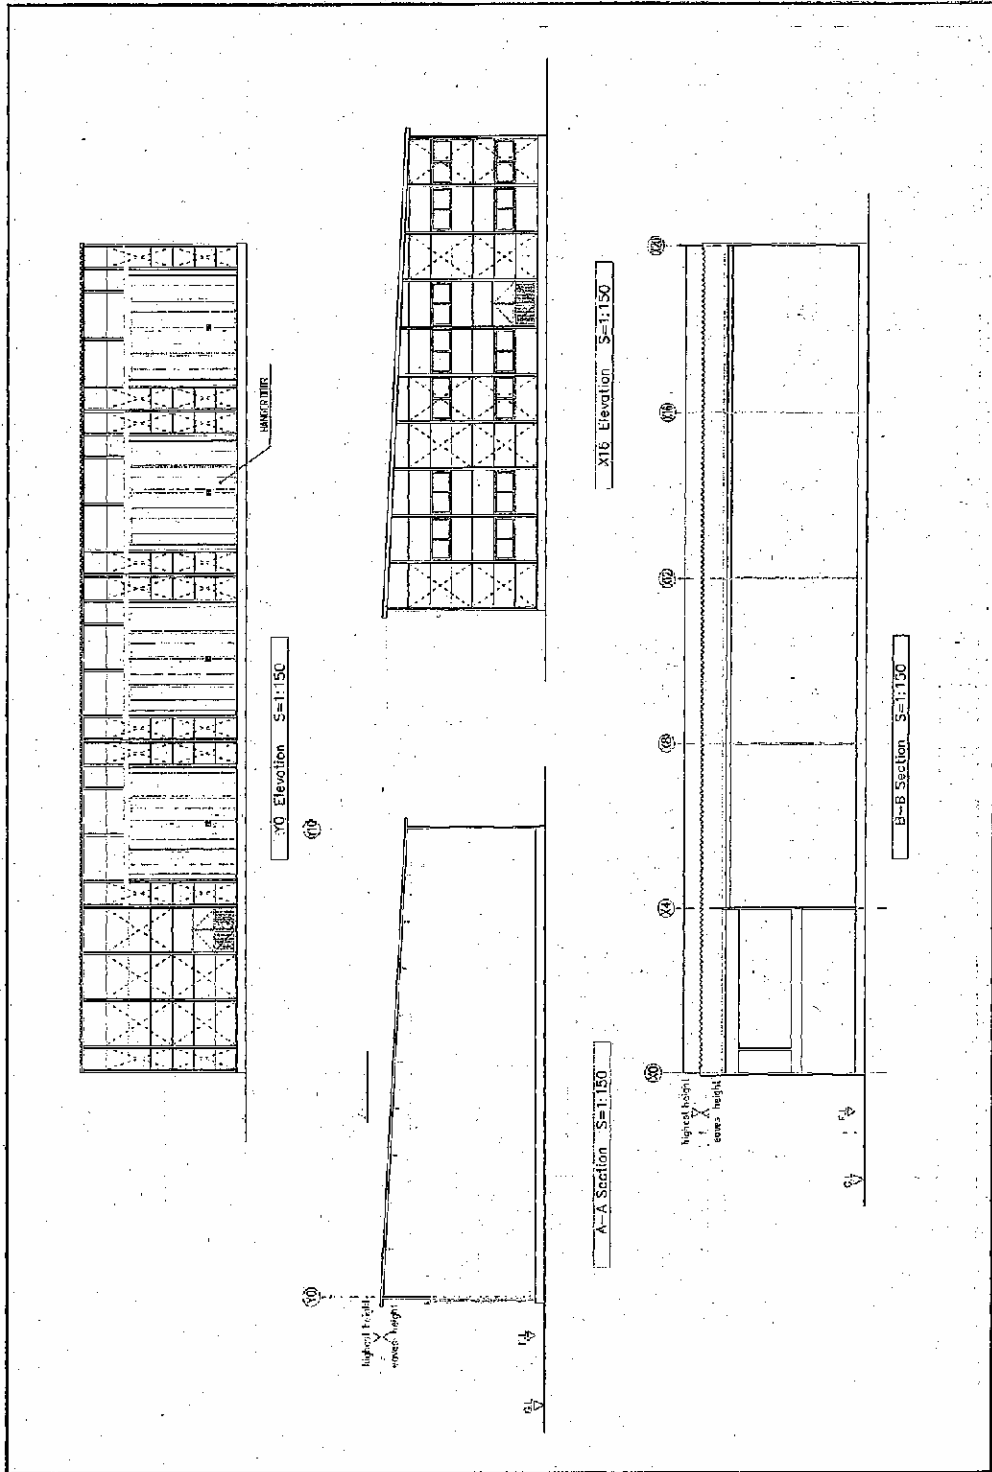 HANGER DOOR
Y0 Elevation S=1:150
X16 Elevation S=1:150
Y0
Y10
highest height
eaves height
FL
GL
A-A Section S=1:150
X0
X4
X8
X12
X16
X20
highest height
eaves height
FL
GL
B-B Section S=1:150